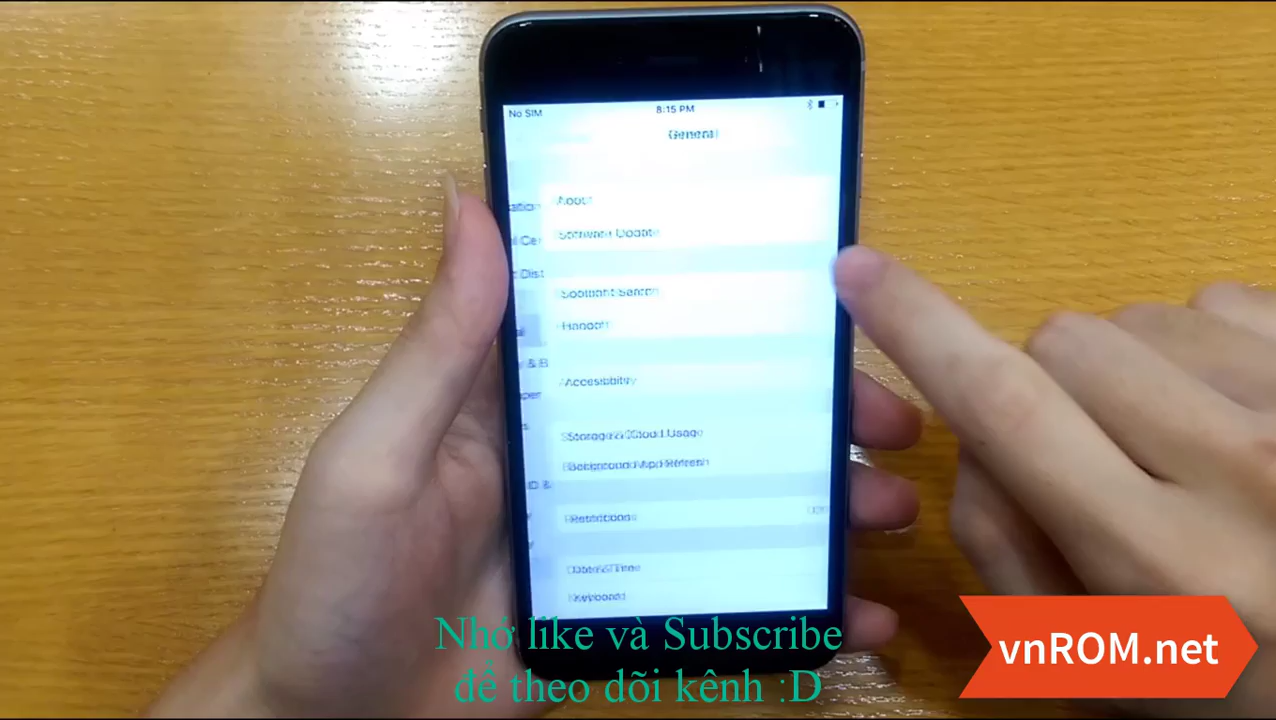 No SIM
8:15 PM
General
About
Software Update
Spotlight Search
Handoff
Accessibility
Storage & iCloud Usage
Background App Refresh
Restrictions
Date & Time
Keyboard
Nhớ like và Subscribe
để theo dõi kênh :D
vnROM.net